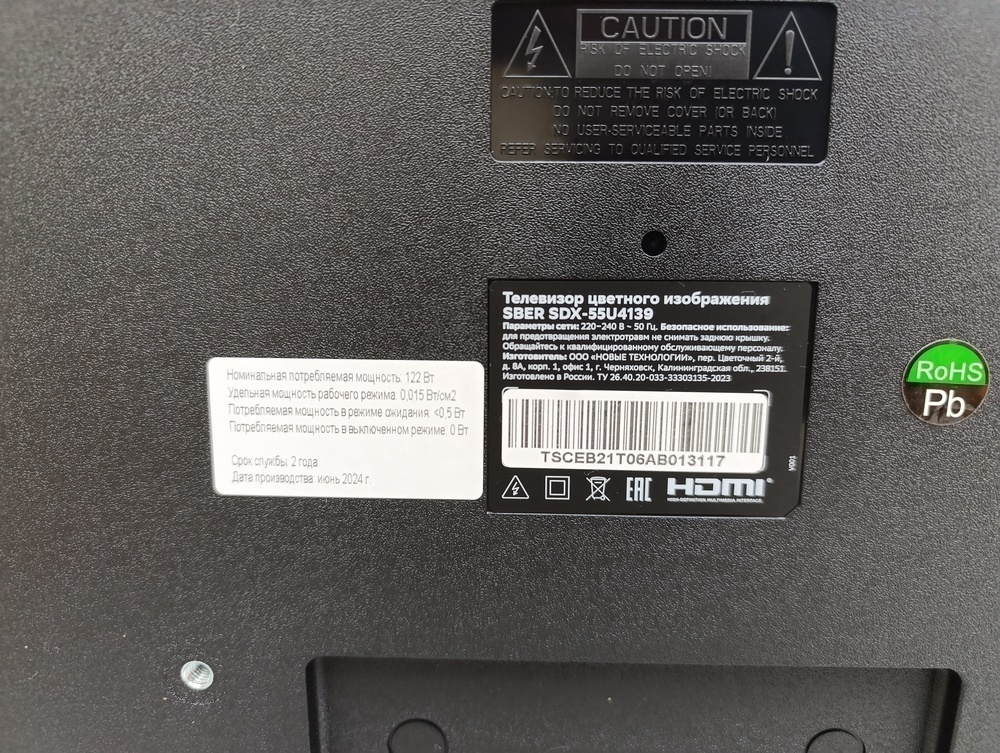 CAUTION
RISK OF ELECTRIC SHOCK
DO NOT OPEN!
CAUTION:TO REDUCE THE RISK OF ELECTRIC SHOCK
DO NOT REMOVE COVER (OR BACK)
NO USER-SERVICEABLE PARTS INSIDE
REFER SERVICING TO QUALIFIED SERVICE PERSONNEL
Телевизор цветного изображения
SBER SDX-55U4139
Параметры сети: 220-240 В ~ 50 Гц. Безопасное использование:
для предотвращения электротравм не снимать заднюю крышку.
Обращайтесь к квалифицированному обслуживающему персоналу.
Изготовитель: ООО «НОВЫЕ ТЕХНОЛОГИИ», пер. Цветочный 2-й,
д. 8А, корп. 1, офис 1, г. Черняховск, Калининградская обл., 238151.
Изготовлено в России. ТУ 26.40.20-033-33303135-2023
TSCEB21T06AB013117
V001
EAC
HDMI
HIGH-DEFINITION MULTIMEDIA INTERFACE
Номинальная потребляемая мощность: 122 Вт
Удельная мощность рабочего режима: 0,015 Вт/см2
Потребляемая мощность в режиме ожидания: <0,5 Вт
Потребляемая мощность в выключенном режиме: 0 Вт
Срок службы: 2 года
Дата производства: июнь 2024 г.
RoHS
Pb